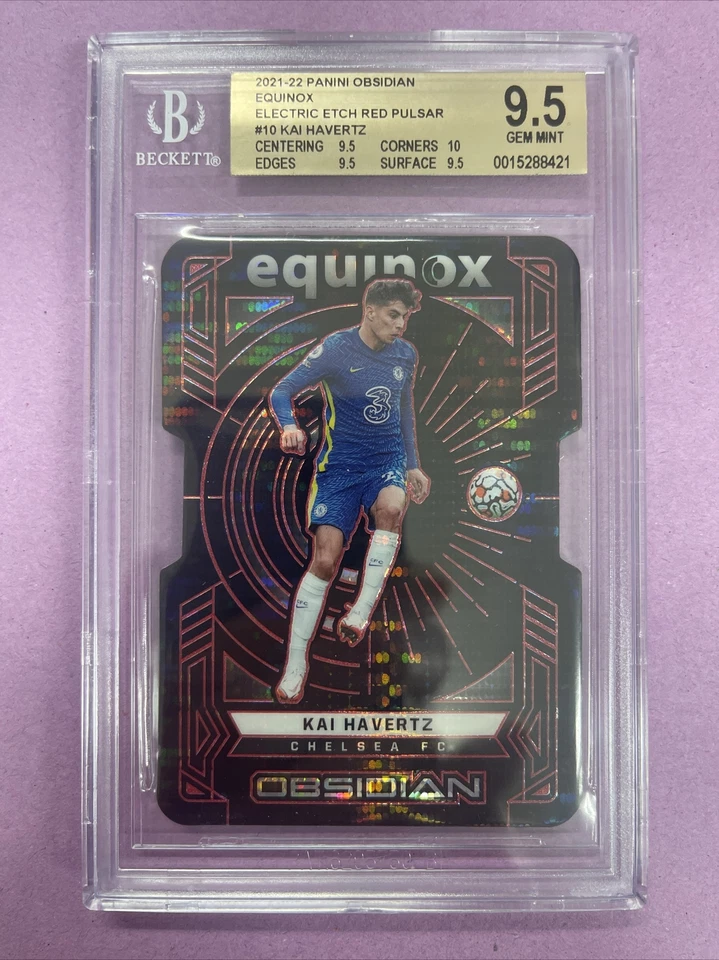 2021-22 PANINI OBSIDIAN
EQUINOX
ELECTRIC ETCH RED PULSAR
#10 KAI HAVERTZ
CENTERING 9.5 CORNERS 10
EDGES 9.5 SURFACE 9.5
9.5
GEM MINT
0015288421
B
BECKETT®
equinox
3
KAI HAVERTZ
CHELSEA FC
OBSIDIAN